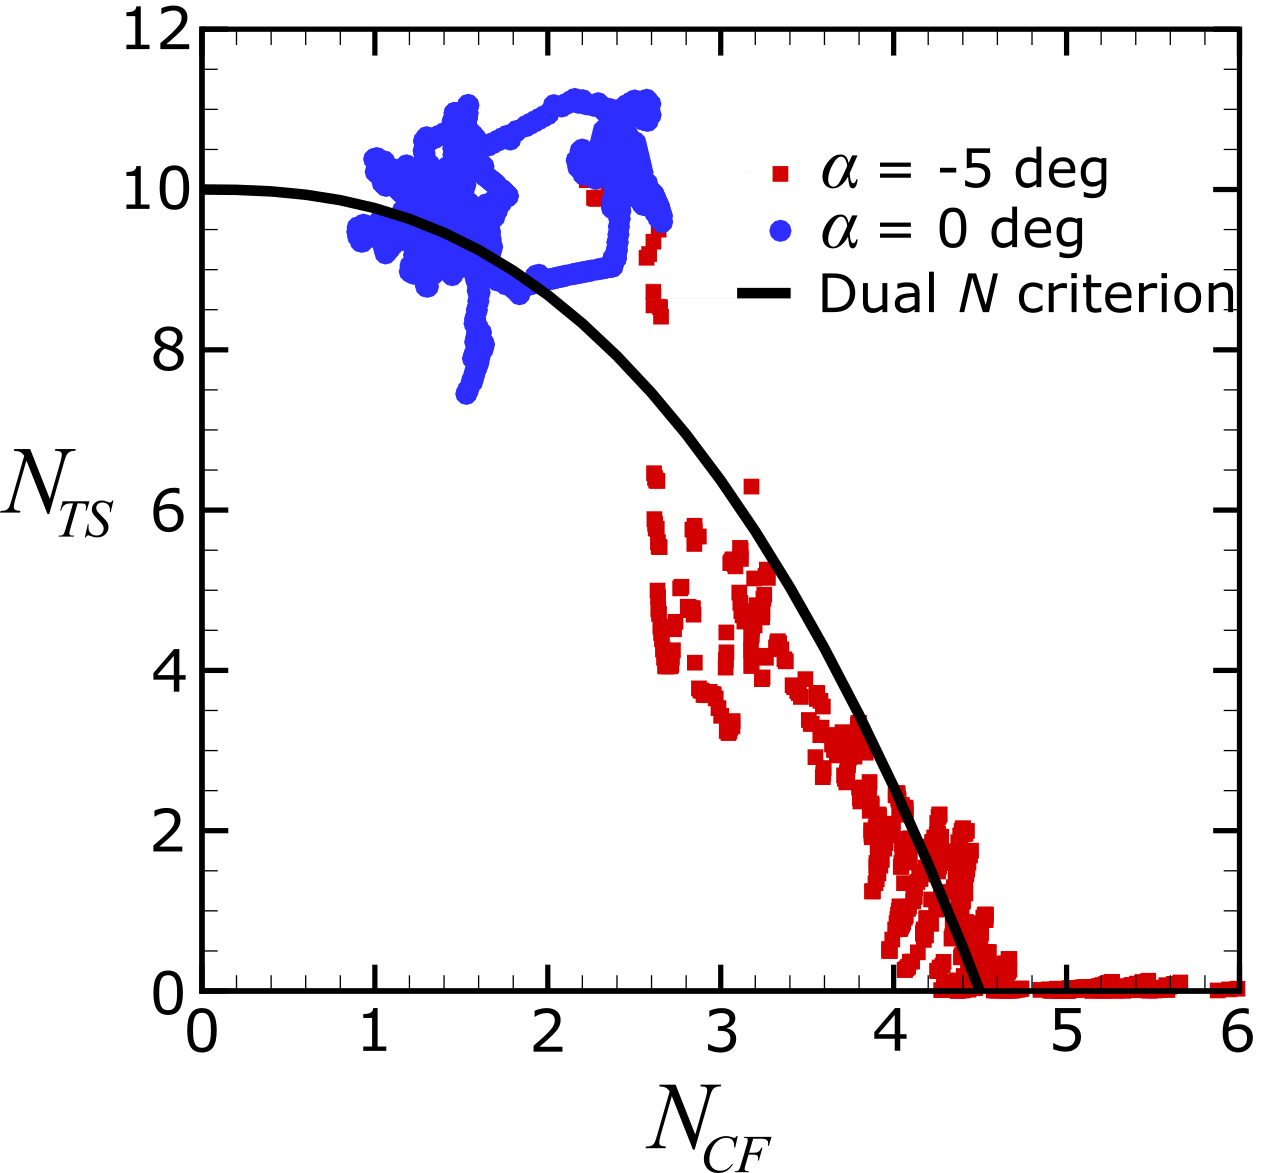 12
10
8
6
4
2
0
N_TS
α = -5 deg
α = 0 deg
Dual N criterion
0 1 2 3 4 5 6
N_CF